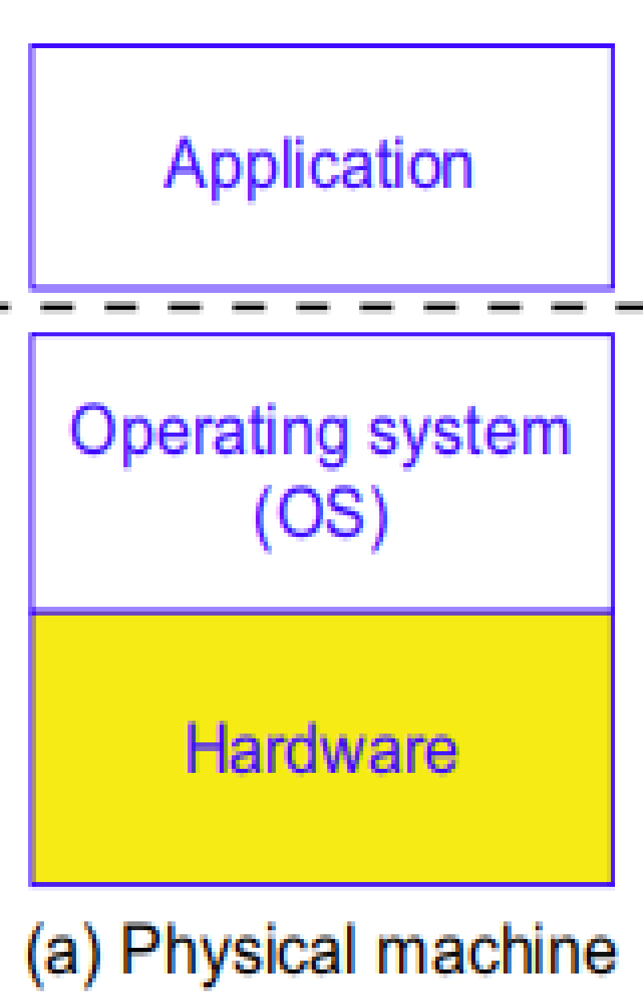 Application
Operating system
(OS)
Hardware
(a) Physical machine